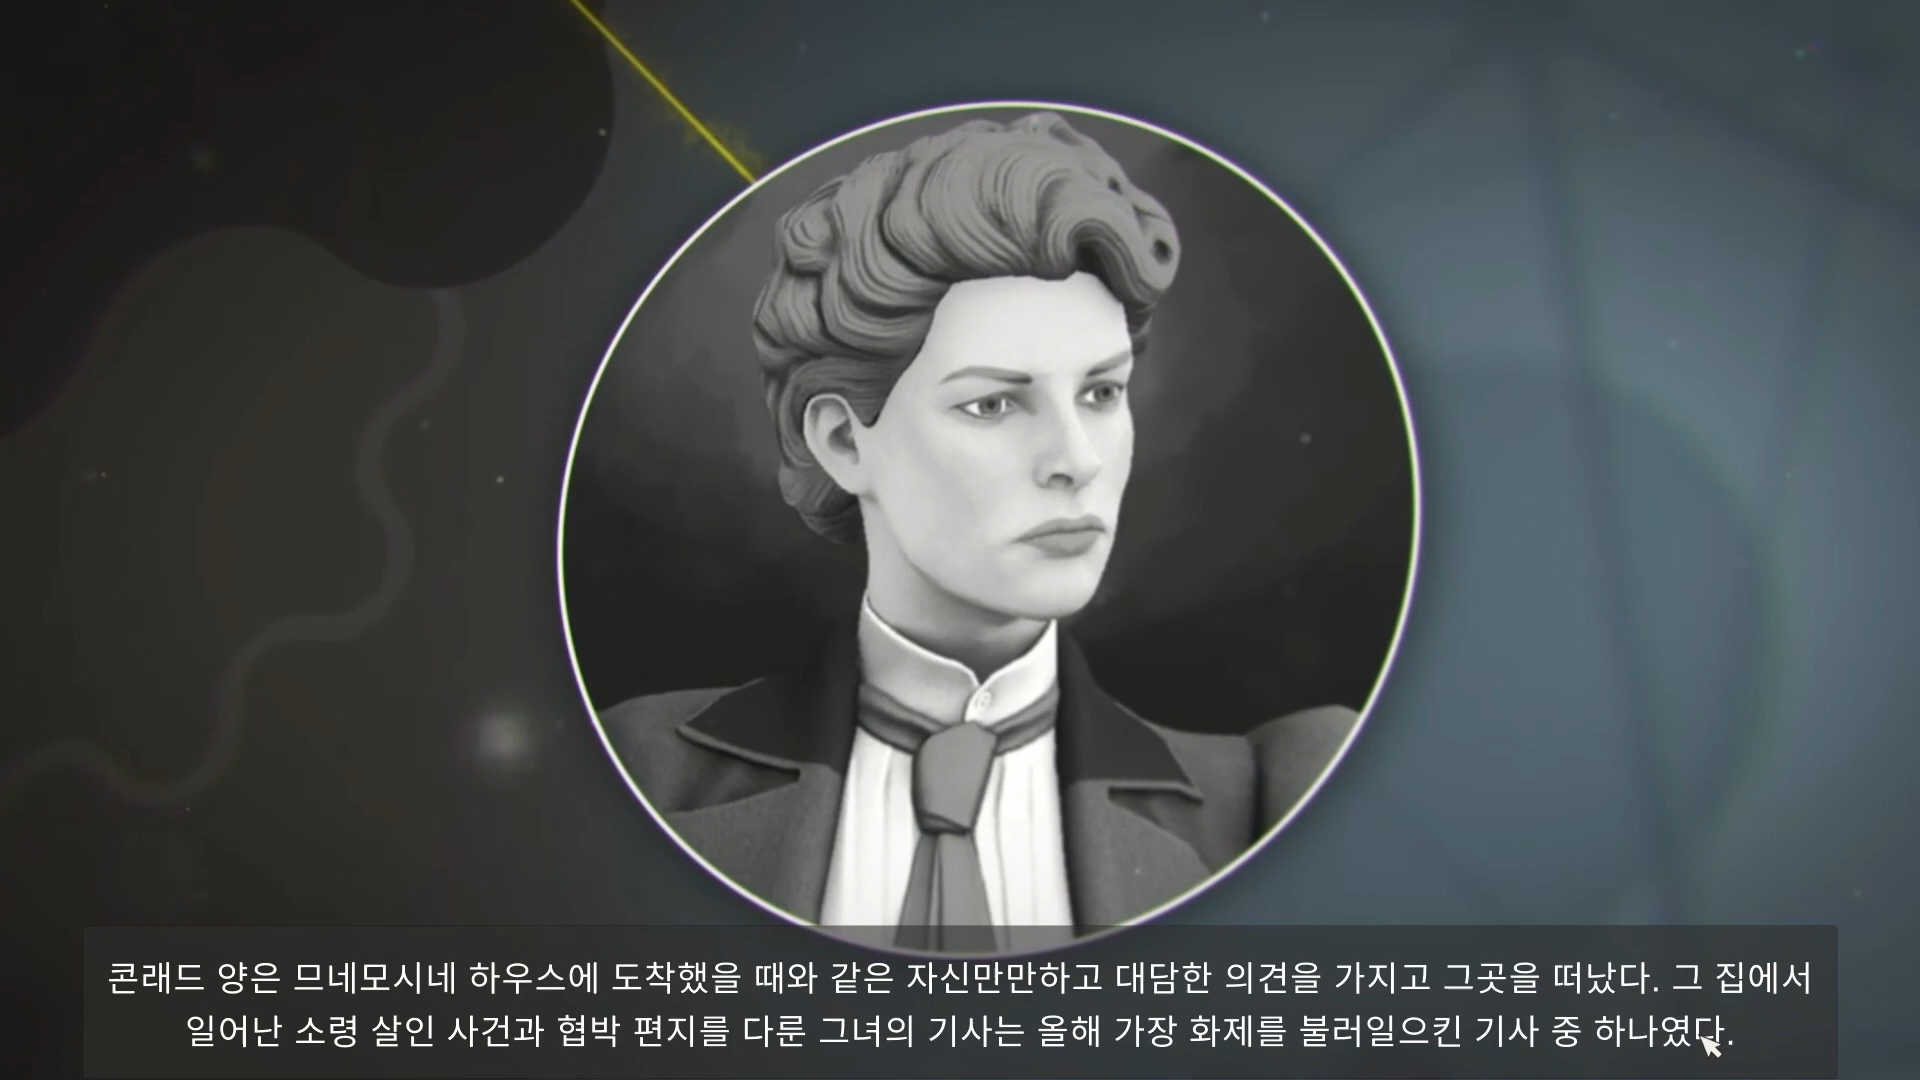 콘래드 양은 므네모시네 하우스에 도착했을 때와 같은 자신만만하고 대담한 의견을 가지고 그곳을 떠났다. 그 집에서
일어난 소령 살인 사건과 협박 편지를 다룬 그녀의 기사는 올해 가장 화제를 불러일으킨 기사 중 하나였다.